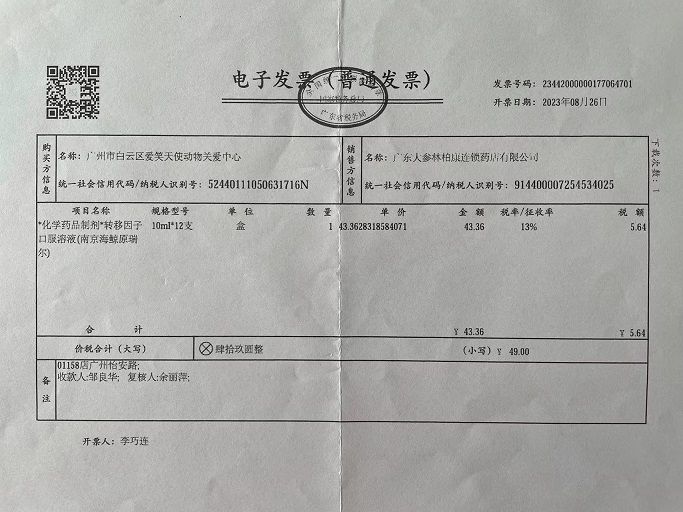 电子发票（普通发票）
广东省税务局
发票号码：23442000000177064701
开票日期：2023年08月26日
下载次数：1
购买方信息
名称：广州市白云区爱笑天使动物关爱中心
统一社会信用代码/纳税人识别号：52440111050631716N
销售方信息
名称：广东人参林柏康连锁药店有限公司
统一社会信用代码/纳税人识别号：914400007254534025
项目名称 规格型号 单位 数量 单价 金额 税率/征收率 税额
*化学药品制剂*转移因子 10ml*12支 盒 1 43.3628318584071 43.36 13% 5.64
口服溶液(南京海鲸原瑞
尔)
合计 ￥43.36 ￥5.64
价税合计（大写） ⊗肆拾玖圆整 （小写）￥49.00
备注
01158店广州怡安路;
收款人:邹良华; 复核人:余丽萍;
开票人：李巧连